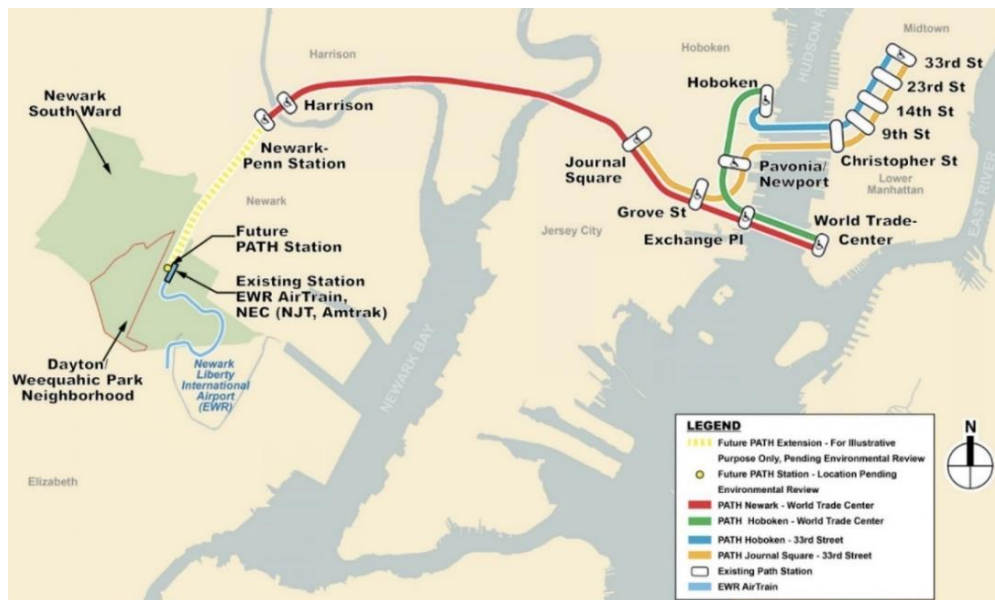 Midtown
Harrison
Hoboken
HUDSON R
33rd St
Hoboken
23rd St
Newark
South Ward
Harrison
14th St
9th St
Newark-
Penn Station
Journal
Square
Pavonia/
Newport
Christopher St
Lower
Manhattan
EAST RIVER
Newark
Grove St
World Trade-
Center
Future
PATH Station
Jersey City
Exchange Pl
Existing Station
EWR AirTrain,
NEC (NJT, Amtrak)
Dayton/
Weequahic Park
Neighborhood
Newark
Liberty
International
Airport
(EWR)
NEWARK BAY
Elizabeth
LEGEND
Future PATH Extension - For Illustrative
Purpose Only, Pending Environmental Review
Future PATH Station - Location Pending
Environmental Review
PATH Newark - World Trade Center
PATH Hoboken - World Trade Center
PATH Hoboken - 33rd Street
PATH Journal Square - 33rd Street
Existing Path Station
EWR AirTrain
N